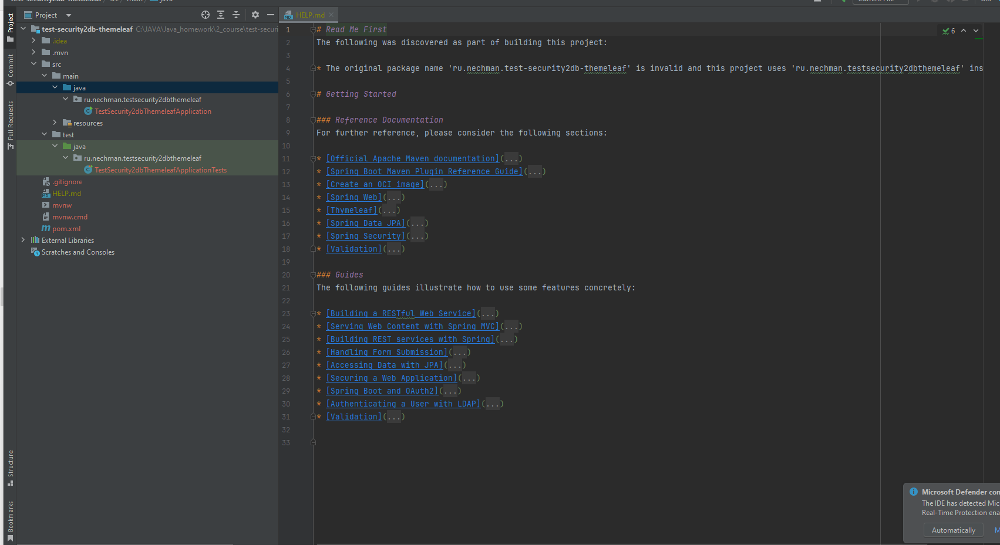 test-security2db-themeleaf / src / main / java
Current File
Git
Project
HELP.md
Project
Commit
Pull Requests
Structure
Bookmarks
test-security2db-themeleaf C:\JAVA\Java_homework\2_course\test-securi
.idea
.mvn
src
main
java
ru.nechman.testsecurity2dbthemeleaf
TestSecurity2dbThemeleafApplication
resources
test
java
ru.nechman.testsecurity2dbthemeleaf
TestSecurity2dbThemeleafApplicationTests
.gitignore
HELP.md
mvnw
mvnw.cmd
pom.xml
External Libraries
Scratches and Consoles
6
1 # Read Me First
2 The following was discovered as part of building this project:
3
4 * The original package name 'ru.nechman.test-security2db-themeleaf' is invalid and this project uses 'ru.nechman.testsecurity2dbthemeleaf' ins
5
6 # Getting Started
7
8 ### Reference Documentation
9 For further reference, please consider the following sections:
10
11 * [Official Apache Maven documentation](...)
12 * [Spring Boot Maven Plugin Reference Guide](...)
13 * [Create an OCI image](...)
14 * [Spring Web](...)
15 * [Thymeleaf](...)
16 * [Spring Data JPA](...)
17 * [Spring Security](...)
18 * [Validation](...)
19
20 ### Guides
21 The following guides illustrate how to use some features concretely:
22
23 * [Building a RESTful Web Service](...)
24 * [Serving Web Content with Spring MVC](...)
25 * [Building REST services with Spring](...)
26 * [Handling Form Submission](...)
27 * [Accessing Data with JPA](...)
28 * [Securing a Web Application](...)
29 * [Spring Boot and OAuth2](...)
30 * [Authenticating a User with LDAP](...)
31 * [Validation](...)
32
33
Microsoft Defender con
The IDE has detected Mic
Real-Time Protection ena
Automatically
M